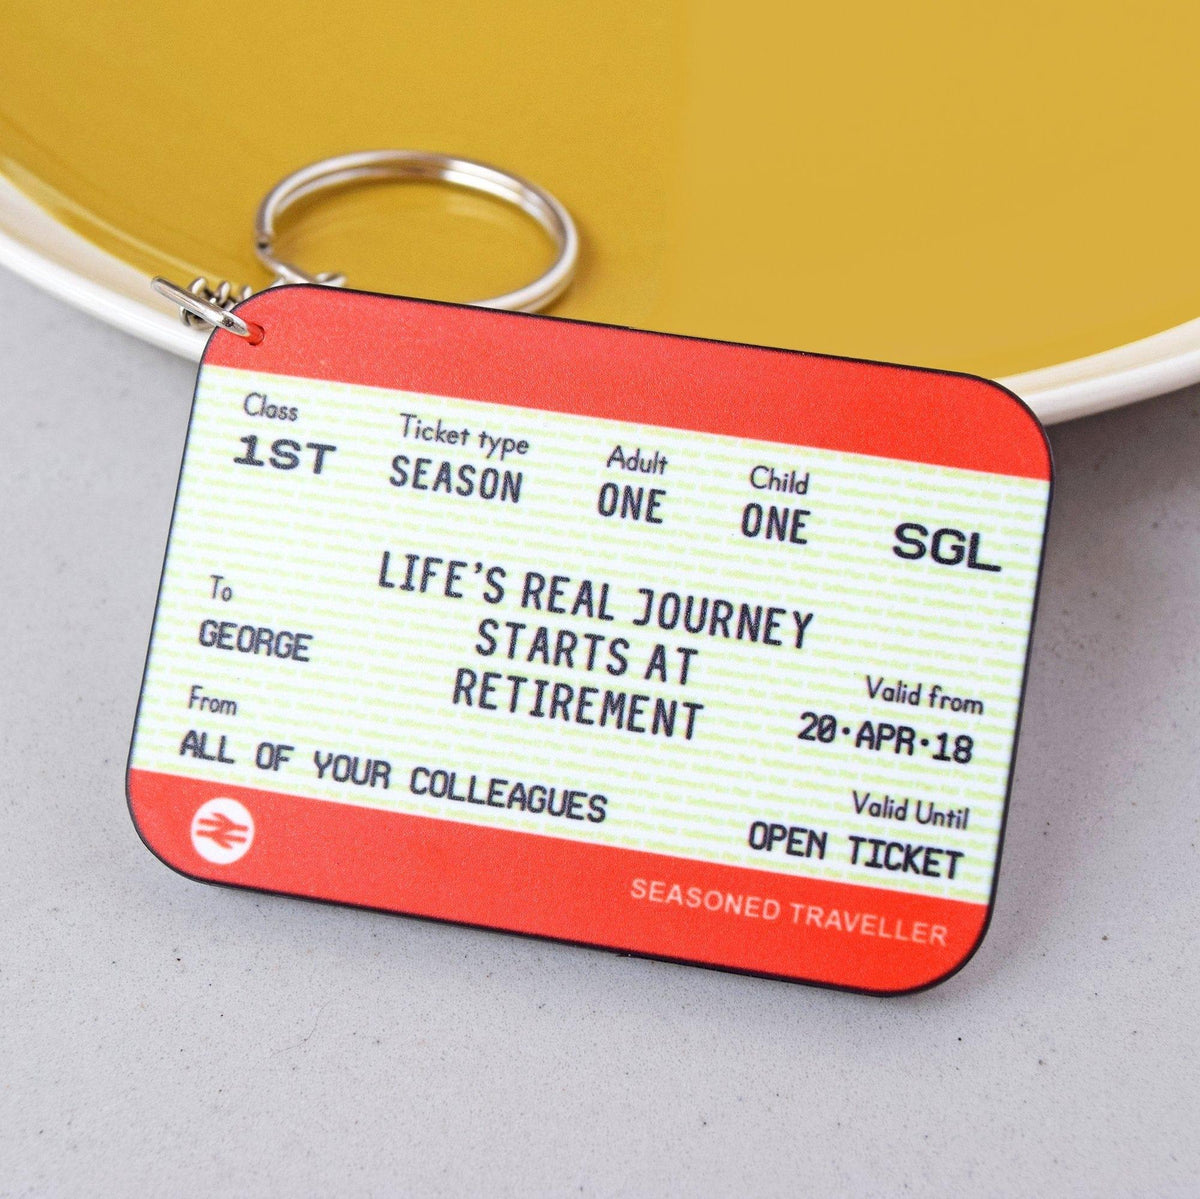 Class
1ST
Ticket type
SEASON
Adult
ONE
Child
ONE
SGL
LIFE'S REAL JOURNEY
STARTS AT
RETIREMENT
To
GEORGE
From
ALL OF YOUR COLLEAGUES
Valid from
20·APR·18
Valid Until
OPEN TICKET
SEASONED TRAVELLER